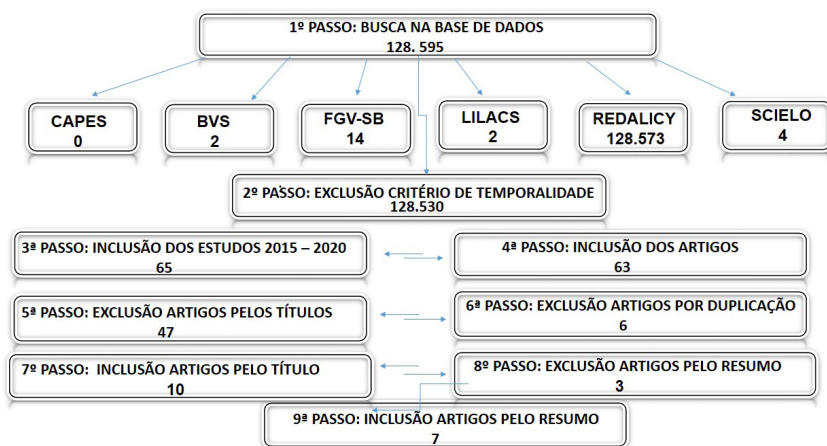 1º PASSO: BUSCA NA BASE DE DADOS
128. 595
CAPES
0
BVS
2
FGV-SB
14
LILACS
2
REDALICY
128.573
SCIELO
4
2º PASSO: EXCLUSÃO CRITÉRIO DE TEMPORALIDADE
128.530
3ª PASSO: INCLUSÃO DOS ESTUDOS 2015 – 2020
65
4ª PASSO: INCLUSÃO DOS ARTIGOS
63
5ª PASSO: EXCLUSÃO ARTIGOS PELOS TÍTULOS
47
6ª PASSO: EXCLUSÃO ARTIGOS POR DUPLICAÇÃO
6
7º PASSO: INCLUSÃO ARTIGOS PELO TÍTULO
10
8º PASSO: EXCLUSÃO ARTIGOS PELO RESUMO
3
9ª PASSO: INCLUSÃO ARTIGOS PELO RESUMO
7